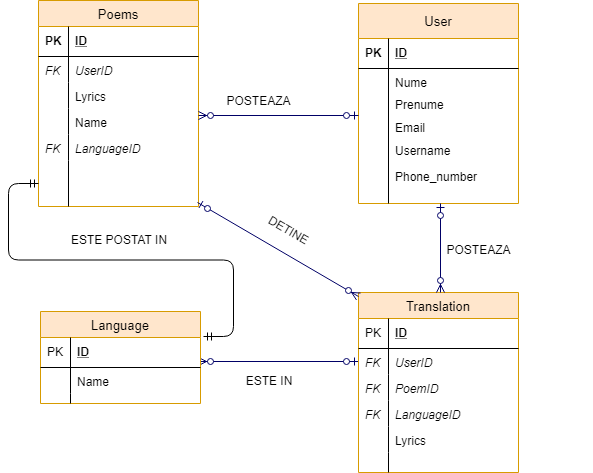 Poems
PK ID
FK UserID
Lyrics
Name
FK LanguageID
User
PK ID
Nume
Prenume
Email
Username
Phone_number
POSTEAZA
DETINE
POSTEAZA
ESTE POSTAT IN
Language
PK ID
Name
ESTE IN
Translation
PK ID
FK UserID
FK PoemID
FK LanguageID
Lyrics